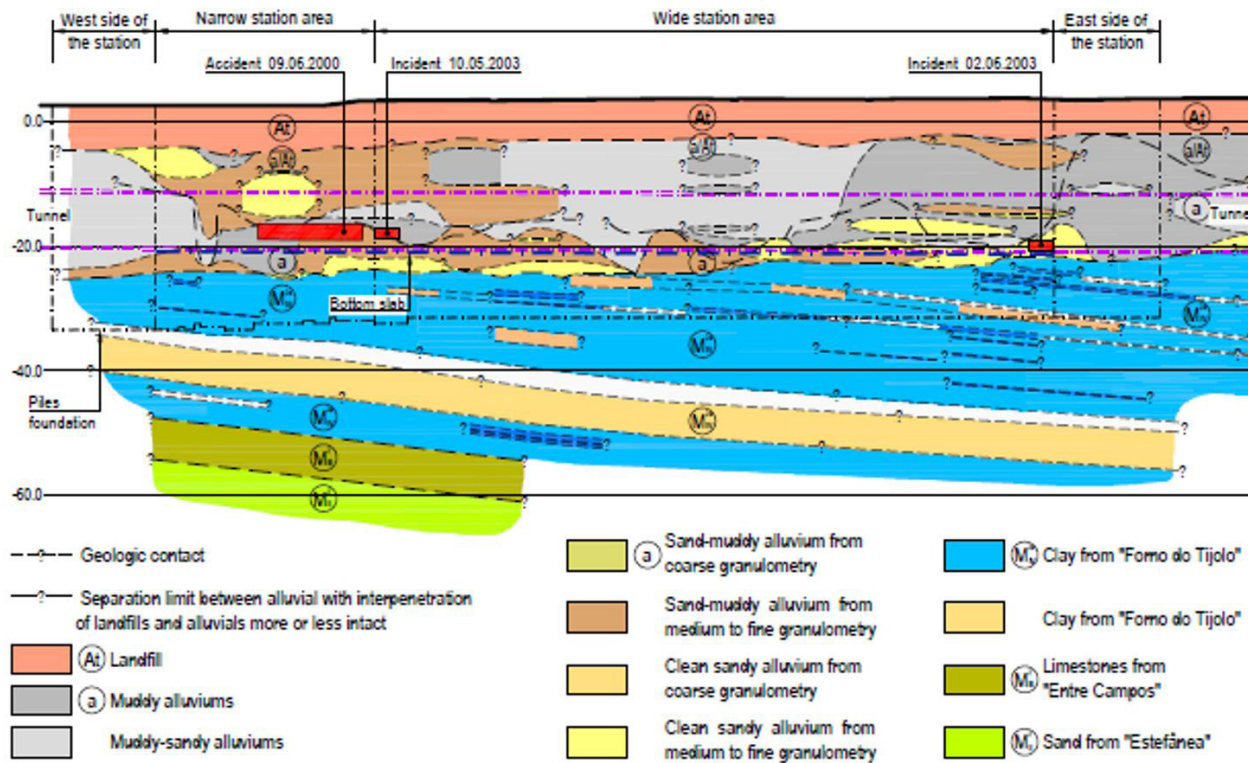 West side of the station
Narrow station area
Wide station area
East side of the station
Accident 09.06.2000
Incident 10.05.2003
Incident 02.06.2003
0.0
At
At
At
a/At
a/At
a/At
Tunnel
a
Tunne
-20.0
a
a
Bottom slab
-40.0
Piles foundation
-60.0
Geologic contact
Separation limit between alluvial with interpenetration
of landfills and alluvials more or less intact
At Landfill
a Muddy alluviums
Muddy-sandy alluviums
a Sand-muddy alluvium from
coarse granulometry
Sand-muddy alluvium from
medium to fine granulometry
Clean sandy alluvium from
coarse granulometry
Clean sandy alluvium from
medium to fine granulometry
Clay from "Forno do Tijolo"
Clay from "Forno do Tijolo"
Limestones from
"Entre Campos"
Sand from "Estefânea"